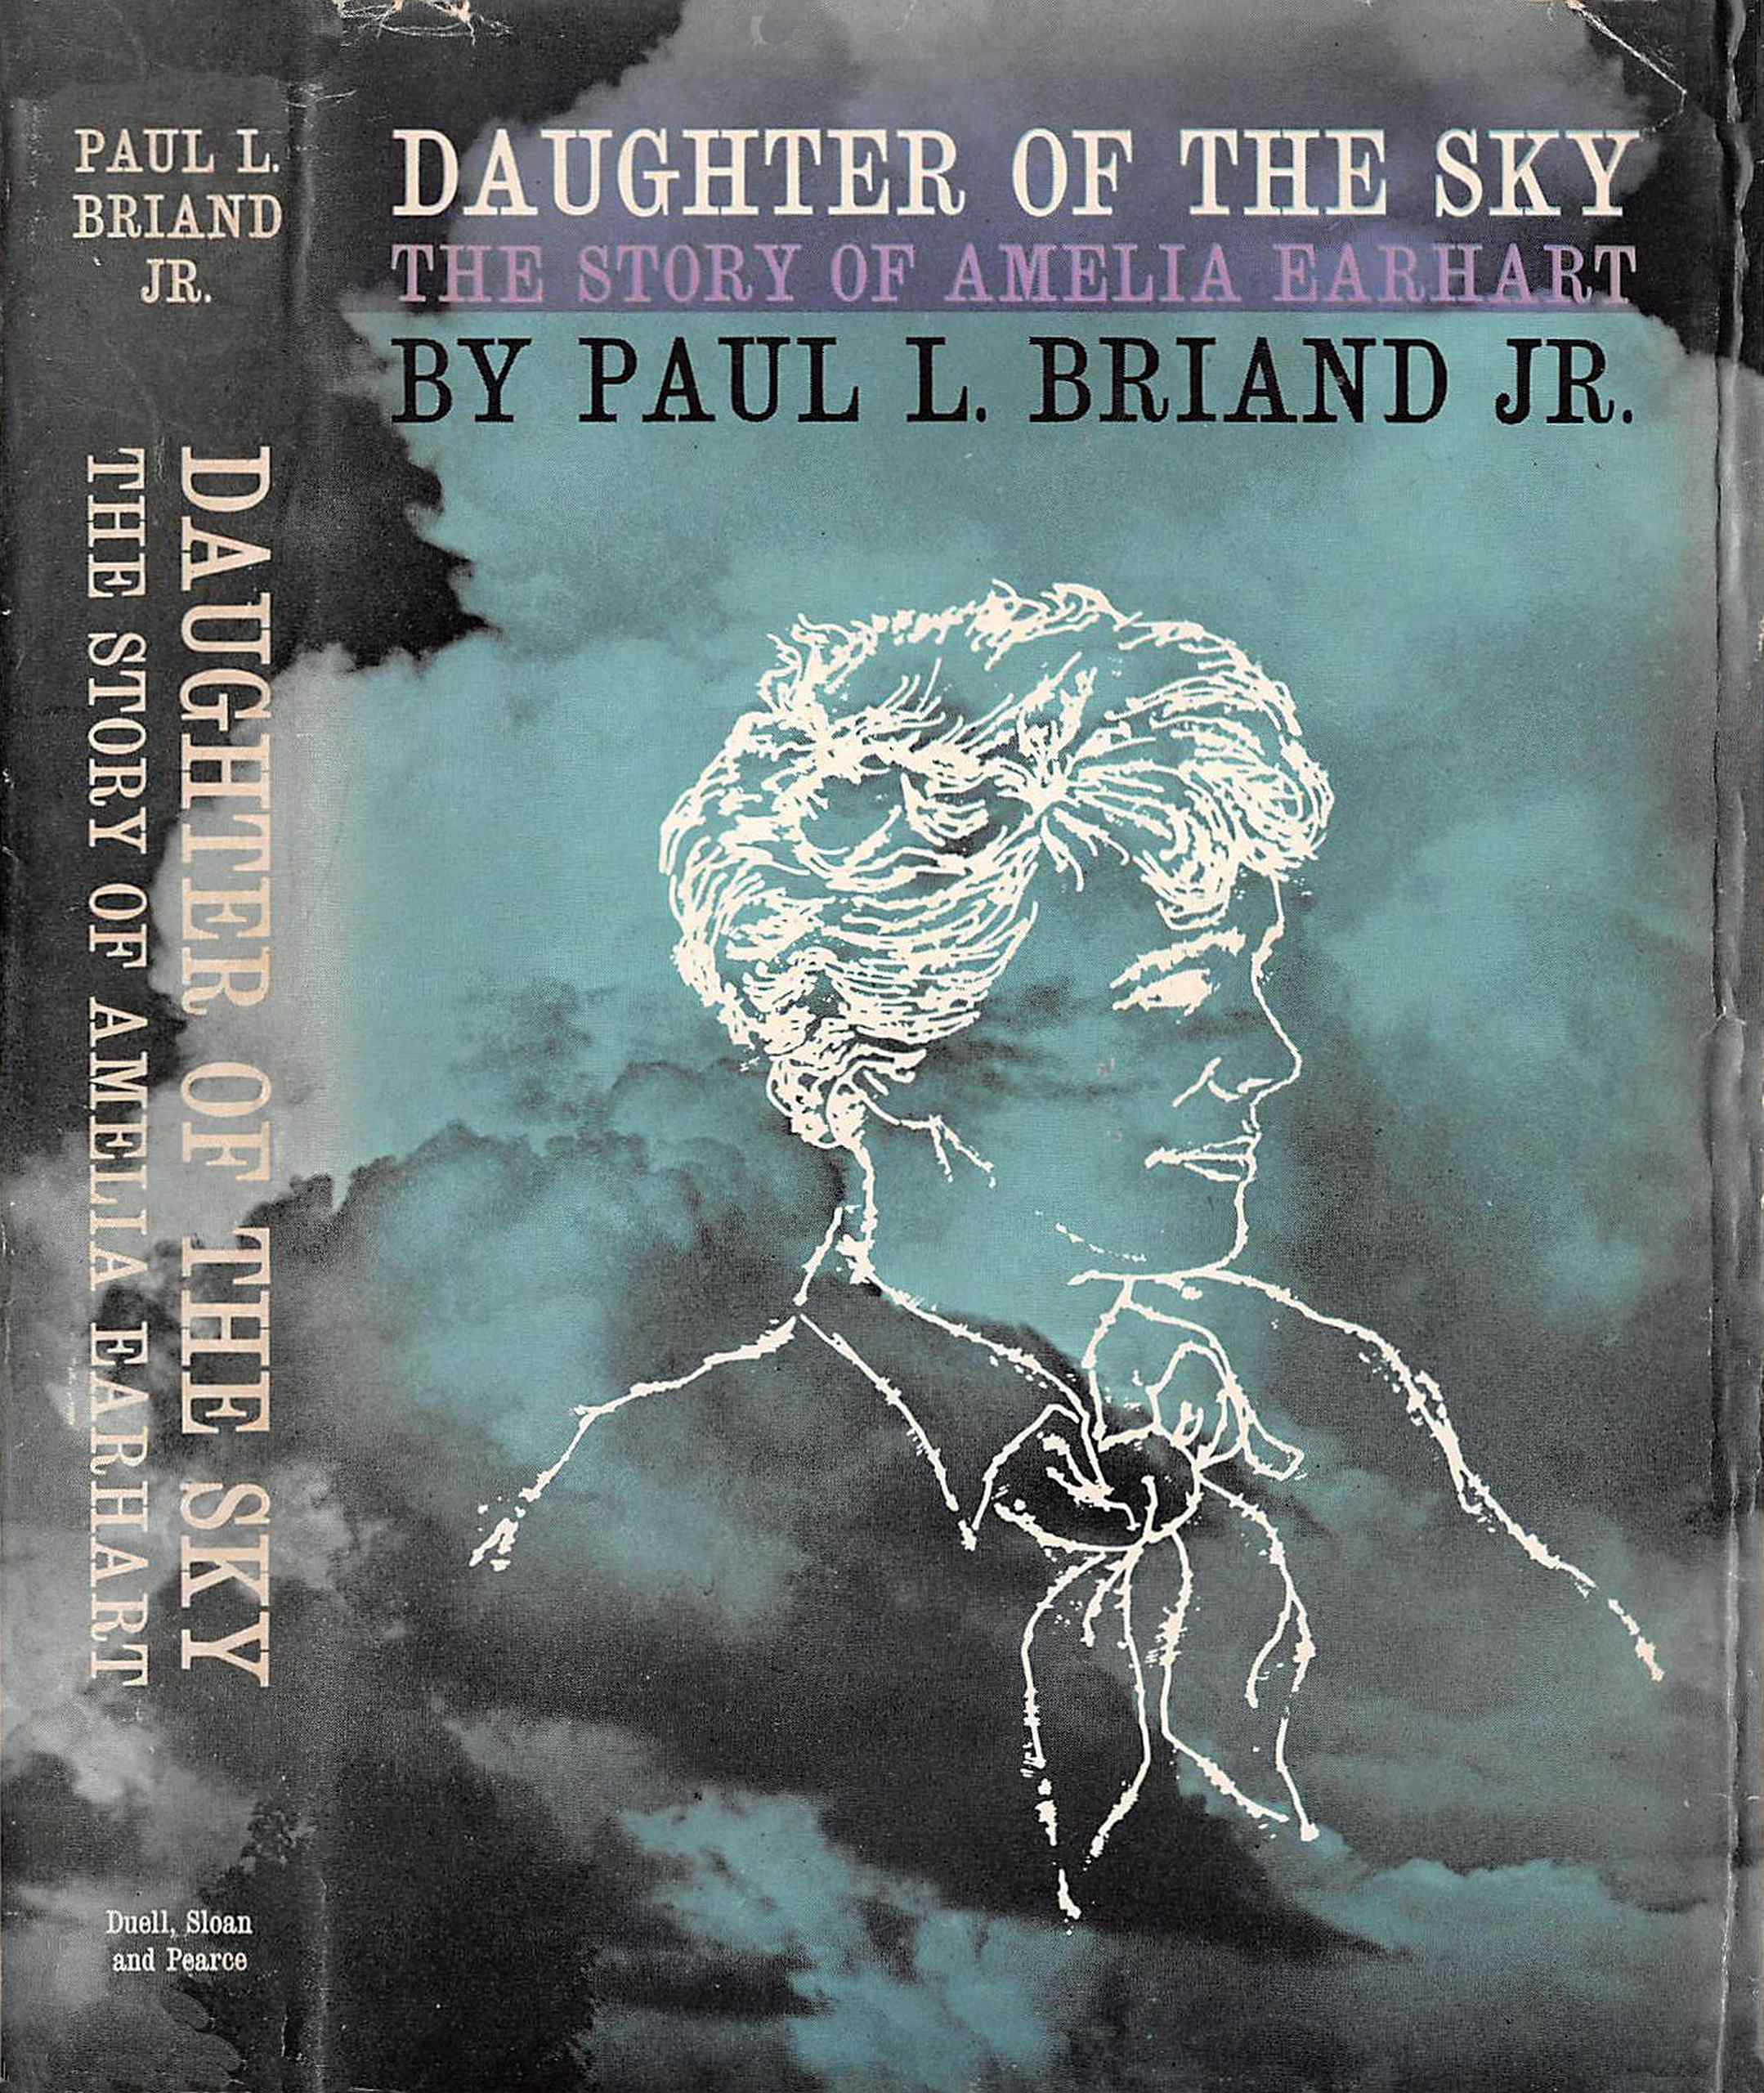 PAUL L.
BRIAND
JR.
DAUGHTER OF THE SKY
THE STORY OF AMELIA EARHART
Duell, Sloan
and Pearce
DAUGHTER OF THE SKY
THE STORY OF AMELIA EARHART
BY PAUL L. BRIAND JR.